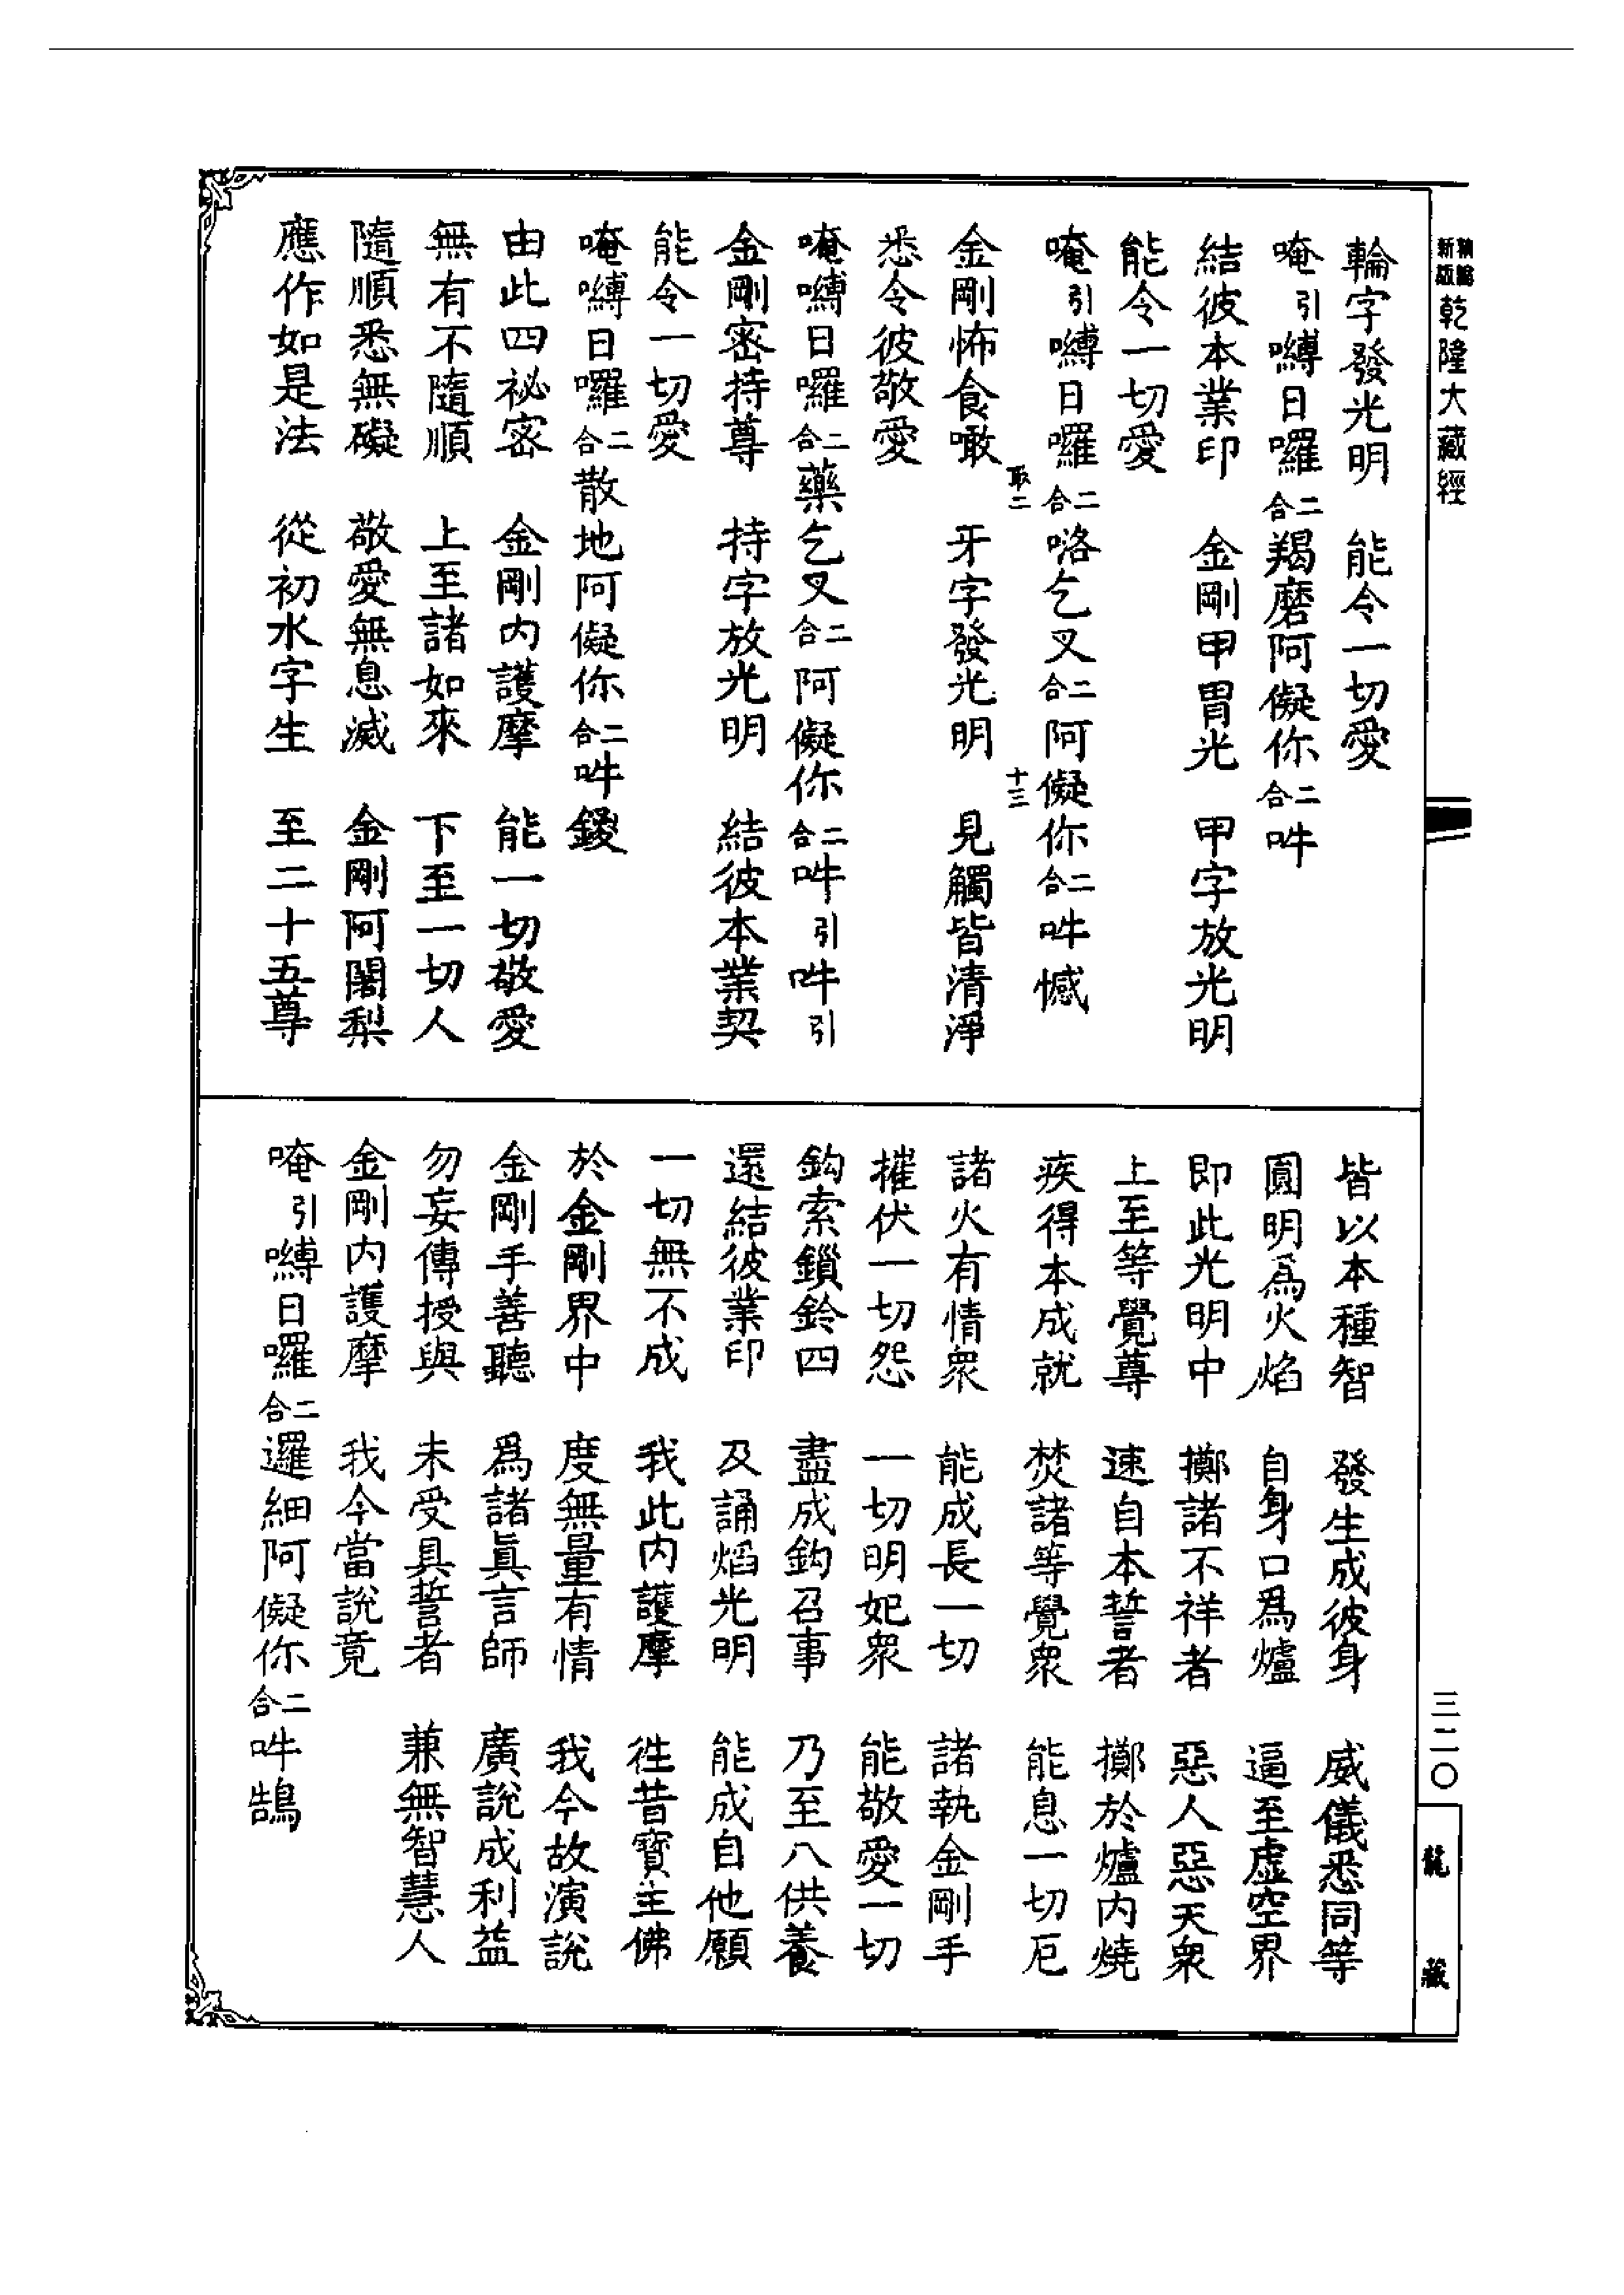 新編縮版 乾隆大藏經
三二〇
龍藏
輪字發光明　能令一切愛
唵引嚩日囉二合羯磨阿儗你二合吽
結彼本業印　金剛甲冑光　甲字放光明
能令一切愛
唵引嚩日囉二合咯乞叉二合阿儗你二合吽憾
取二　十三
金剛怖食噉　牙字發光明　見觸皆清淨
悉令彼敬愛
唵嚩日囉二合藥乞叉二合阿儗你二合吽引吽引
金剛密持尊　持字放光明　結彼本業契
能令一切愛
唵嚩日囉二合散地阿儗你二合吽鍐
由此四祕密　金剛内護摩　能一切敬愛
無有不隨順　上至諸如來　下至一切人
隨順悉無礙　敬愛無息滅　金剛阿闍梨
應作如是法　從初水字生　至二十五尊
皆以本種智　發生成彼身　威儀悉同等
圓明爲火焰　自身口爲爐　逼至虛空界
即此光明中　擲諸不祥者　惡人惡天衆
上至等覺尊　速自本誓者　擲於爐内燒
疾得本成就　焚諸等覺衆　能息一切厄
諸火有情衆　能成長一切　諸執金剛手
摧伏一切怨　一切明妃衆　能敬愛一切
鈎索鎖鈴四　盡成鈎召事　乃至八供養
還結彼業印　及誦焰光明　能成自他願
一切無不成　我此内護摩　徃昔寶主佛
於金剛界中　度無量有情　我今故演說
金剛手善聽　爲諸眞言師　廣說成利益
勿妄傳授與　未受具誓者　兼無智慧人
金剛内護摩　我今當說竟
唵引嚩日囉二合邏細阿儗你二合吽鵠